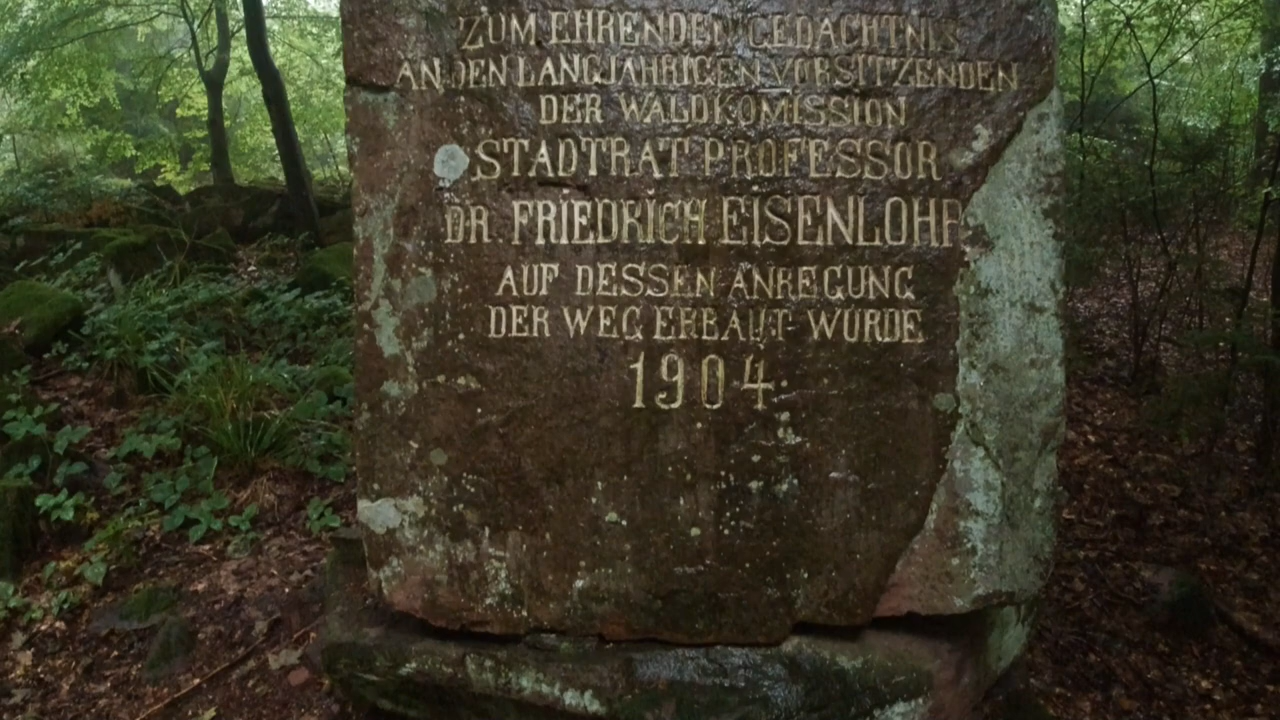 ZUM EHRENDEN GEDÄCHTNIS
AN DEN LANGJÄHRIGEN VORSITZENDEN
DER WALDKOMISSION
STADTRAT PROFESSOR
DR. FRIEDRICH EISENLOHR
AUF DESSEN ANREGUNG
DER WEG ERBAUT WURDE
1904